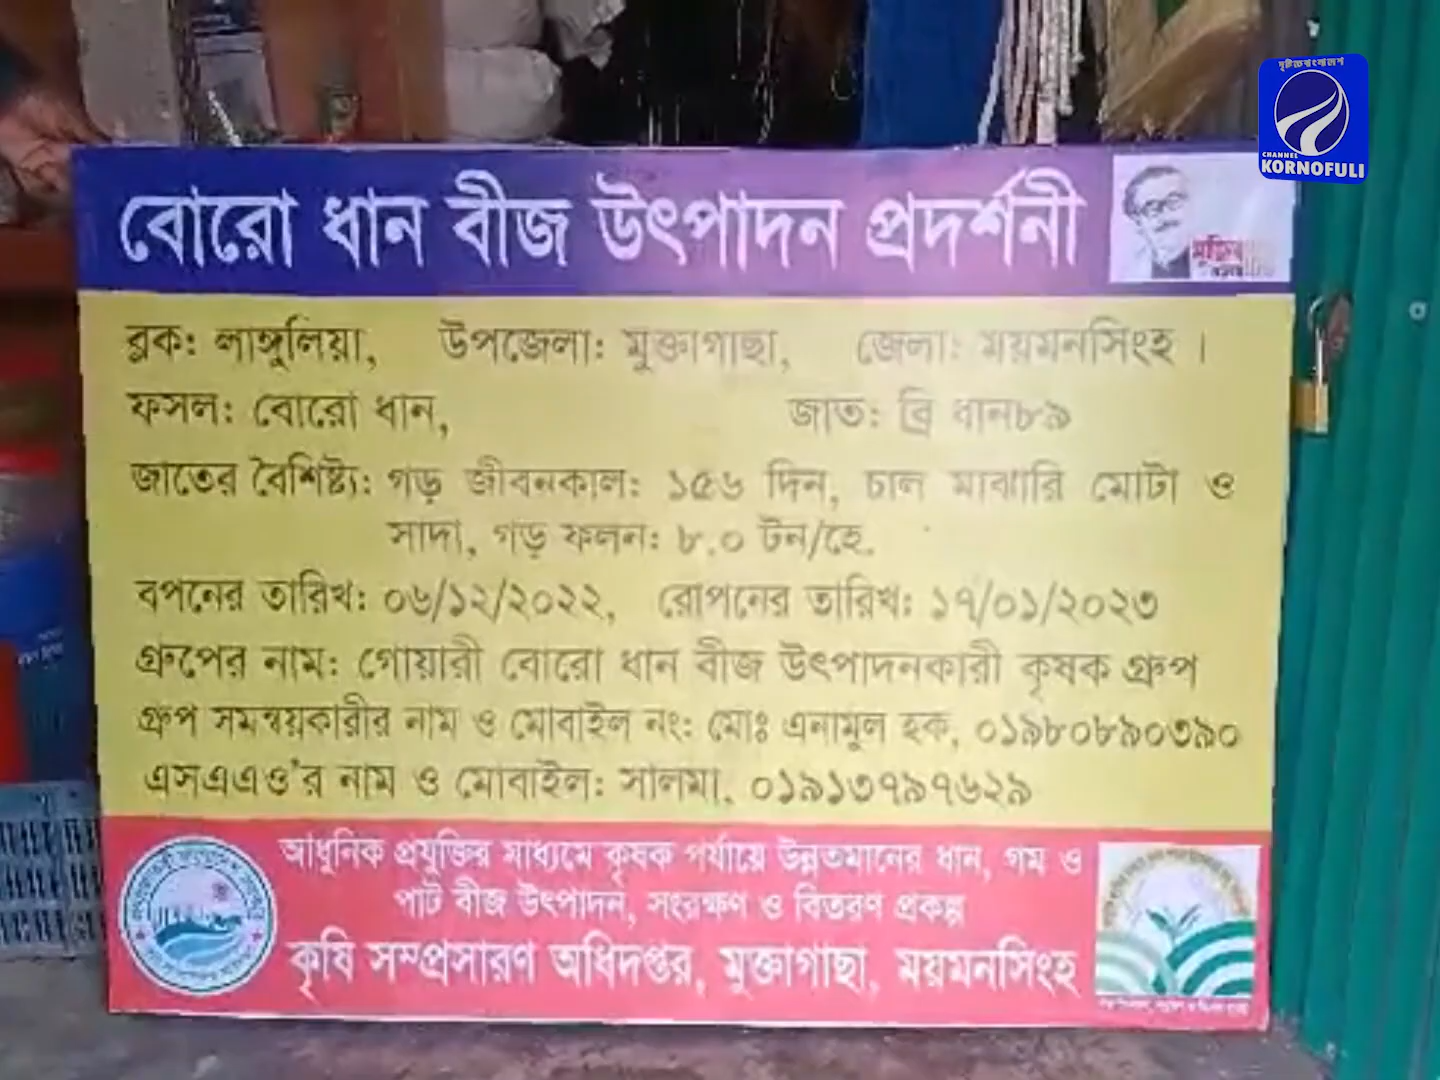 দৃষ্টিতে বাংলাদেশ
CHANNEL
KORNOFULI
বোরো ধান বীজ উৎপাদন প্রদর্শনী
ব্লক: লাঙ্গুলিয়া, উপজেলা: মুক্তাগাছা, জেলা: ময়মনসিংহ ।
ফসল: বোরো ধান, জাত: ব্রি ধান৮৯
জাতের বৈশিষ্ট্য: গড় জীবনকাল: ১৫৬ দিন, চাল মাঝারি মোটা ও
সাদা, গড় ফলন: ৮.০ টন/হে.
বপনের তারিখ: ০৬/১২/২০২২, রোপনের তারিখ: ১৭/০১/২০২৩
গ্রুপের নাম: গোয়ারী বোরো ধান বীজ উৎপাদনকারী কৃষক গ্রুপ
গ্রুপ সমন্বয়কারীর নাম ও মোবাইল নং: মোঃ এনামুল হক, ০১৯৮০৮৯০৩৯০
এসএএও'র নাম ও মোবাইল: সালমা, ০১৯১৩৭৯৭৬২৯
আধুনিক প্রযুক্তির মাধ্যমে কৃষক পর্যায়ে উন্নতমানের ধান, গম ও
পাট বীজ উৎপাদন, সংরক্ষণ ও বিতরণ প্রকল্প
কৃষি সম্প্রসারণ অধিদপ্তর, মুক্তাগাছা, ময়মনসিংহ